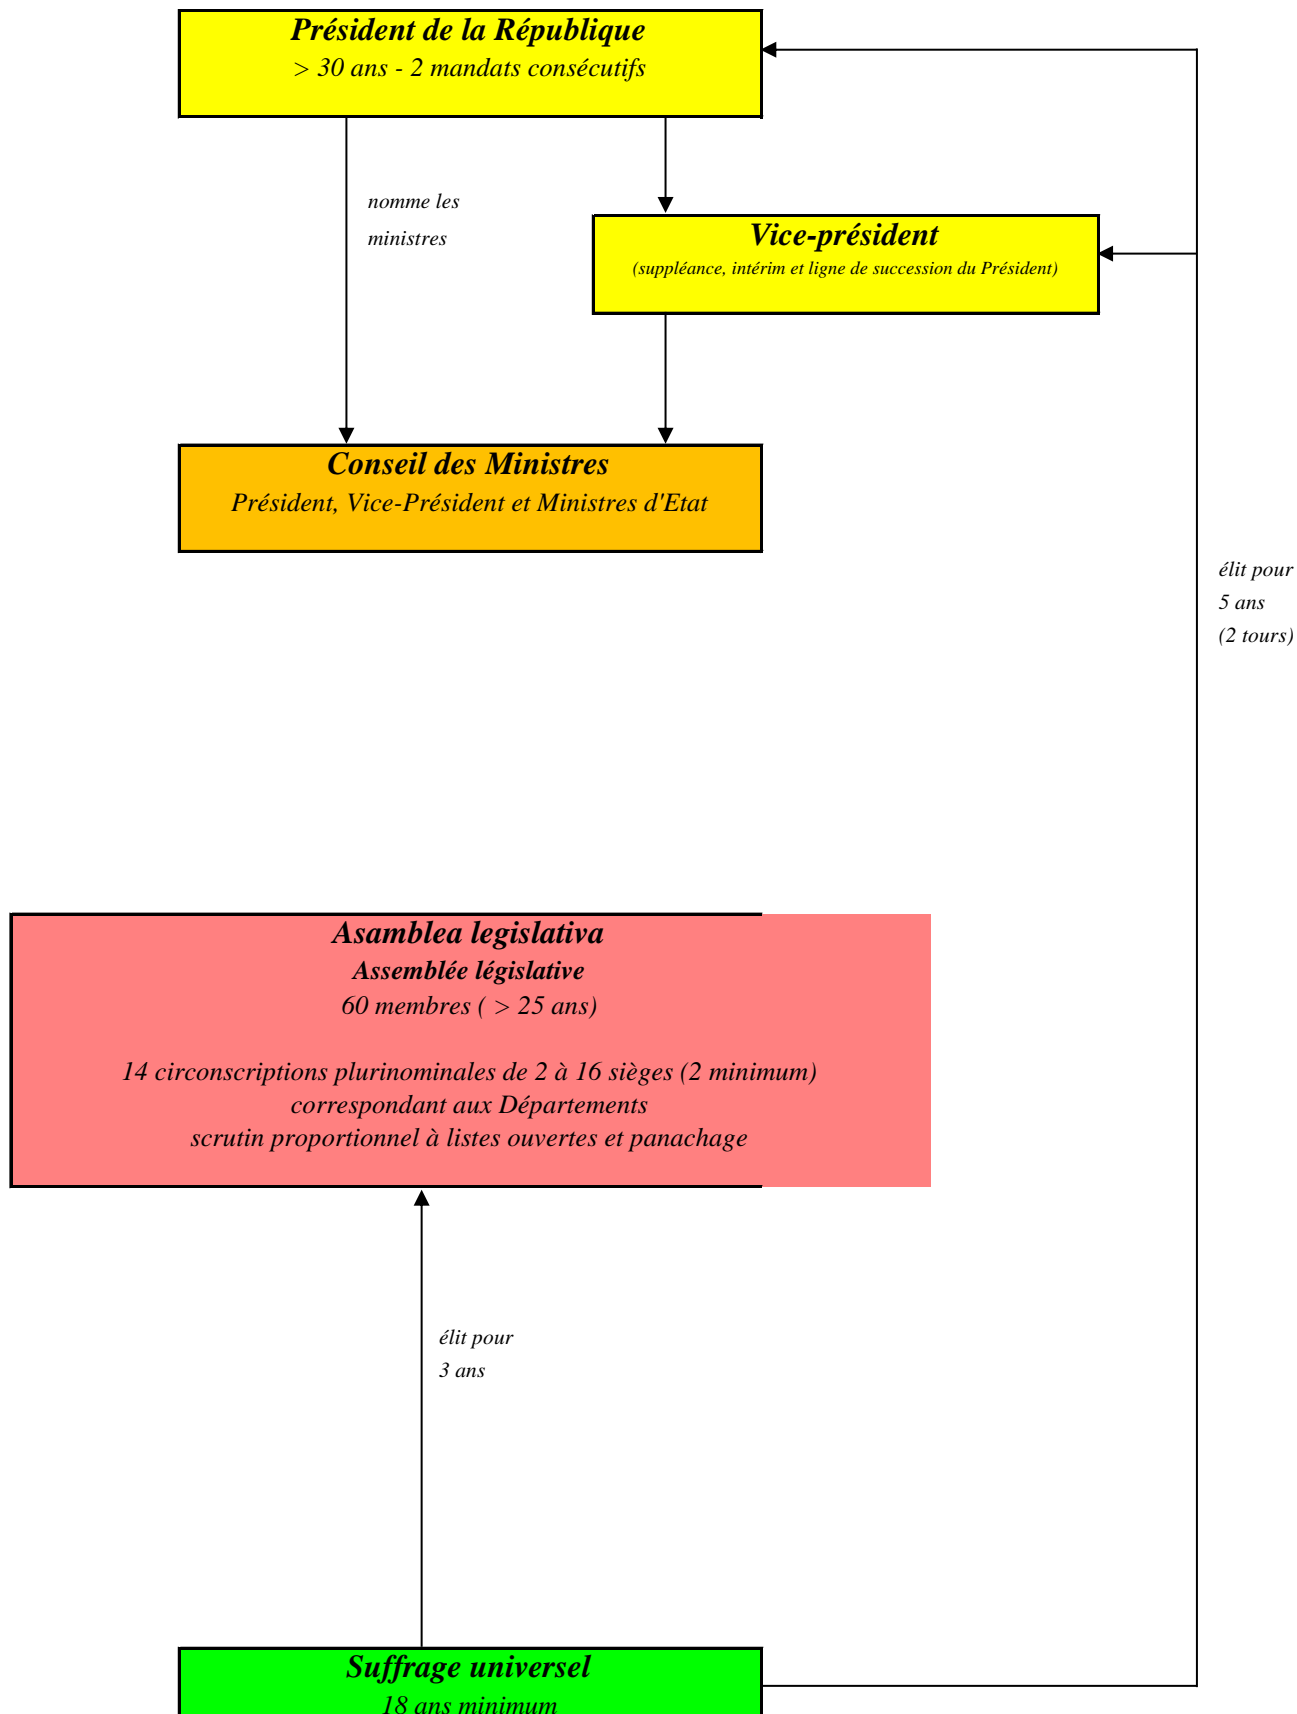 Président de la République
> 30 ans - 2 mandats consécutifs
nomme les
ministres
Vice-président
(suppléance, intérim et ligne de succession du Président)
Conseil des Ministres
Président, Vice-Président et Ministres d'Etat
élit pour
5 ans
(2 tours)
Asamblea legislativa
Assemblée législative
60 membres ( > 25 ans)
14 circonscriptions plurinominales de 2 à 16 sièges (2 minimum)
correspondant aux Départements
scrutin proportionnel à listes ouvertes et panachage
élit pour
3 ans
Suffrage universel
18 ans minimum